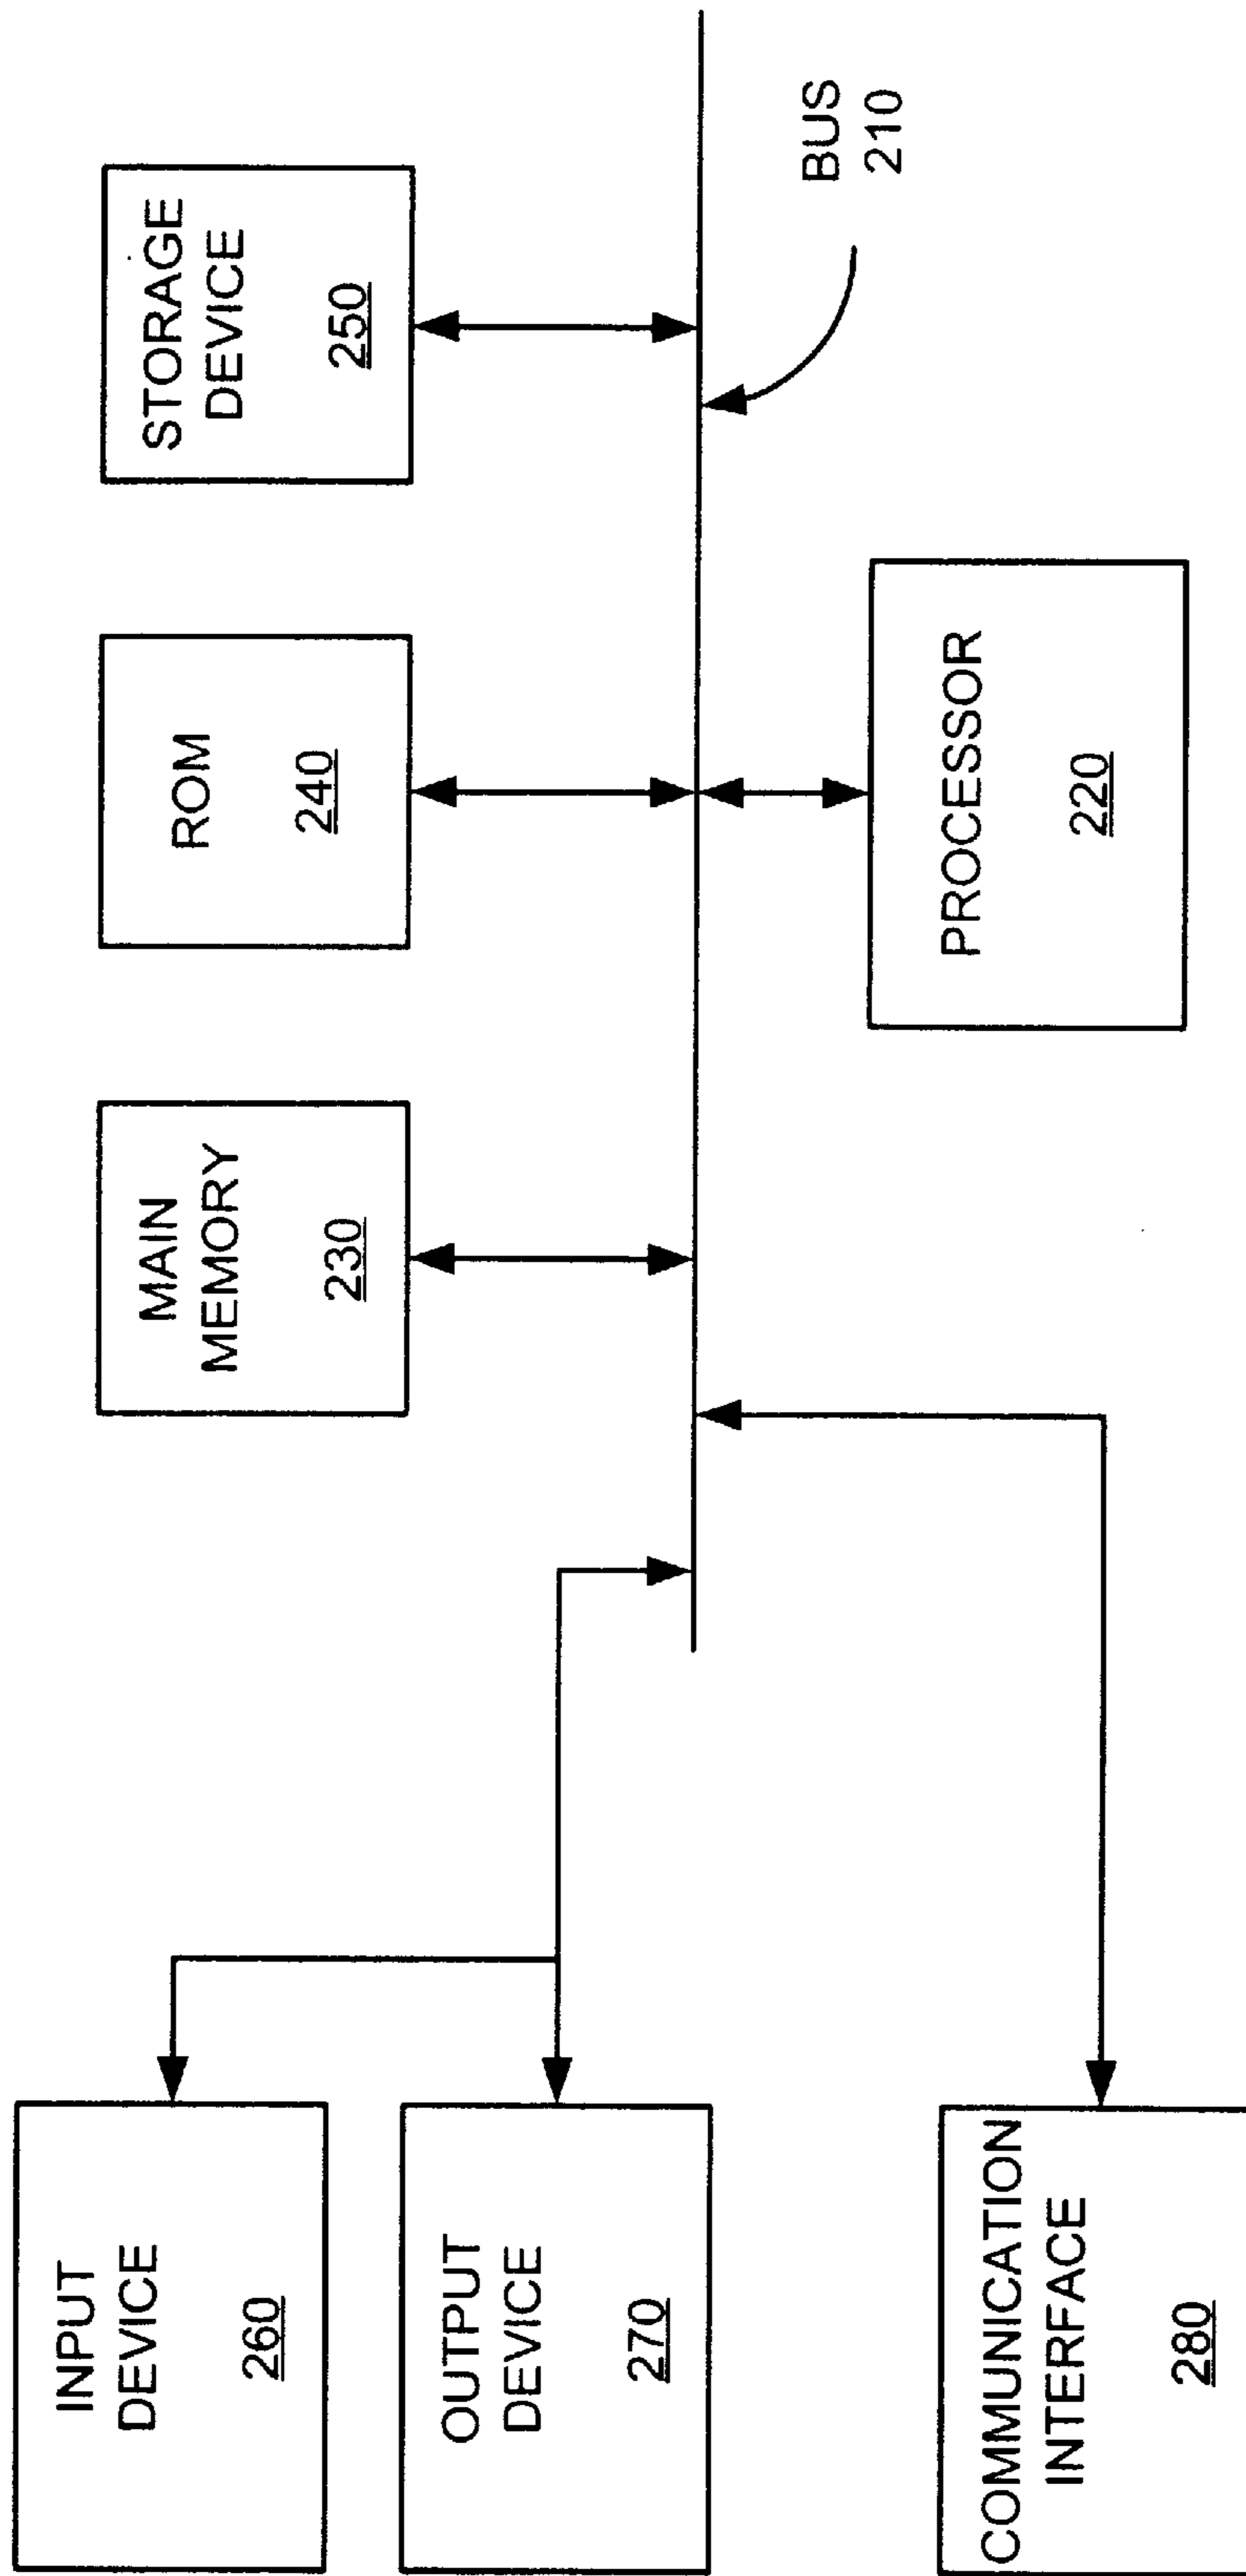 INPUT
DEVICE
260
OUTPUT
DEVICE
270
COMMUNICATION
INTERFACE
280
MAIN
MEMORY
230
ROM
240
STORAGE
DEVICE
250
PROCESSOR
220
BUS
210